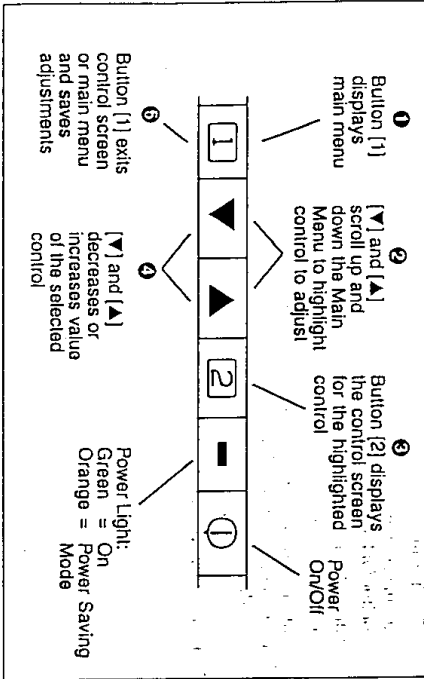 ❶
Button [1]
displays
main menu
❷
[▼] and [▲]
scroll up and
down the Main
Menu to highlight
control to adjust
❸
Button [2] displays
the control screen
for the highlighted
control
Power
On/Off
1 ▼ ▲ 2
❺
Button [1] exits
control screen
or main menu
and saves
adjustments
❹
[▼] and [▲]
decreases or
increases value
of the selected
control
Power Light:
Green = On
Orange = Power Saving
Mode